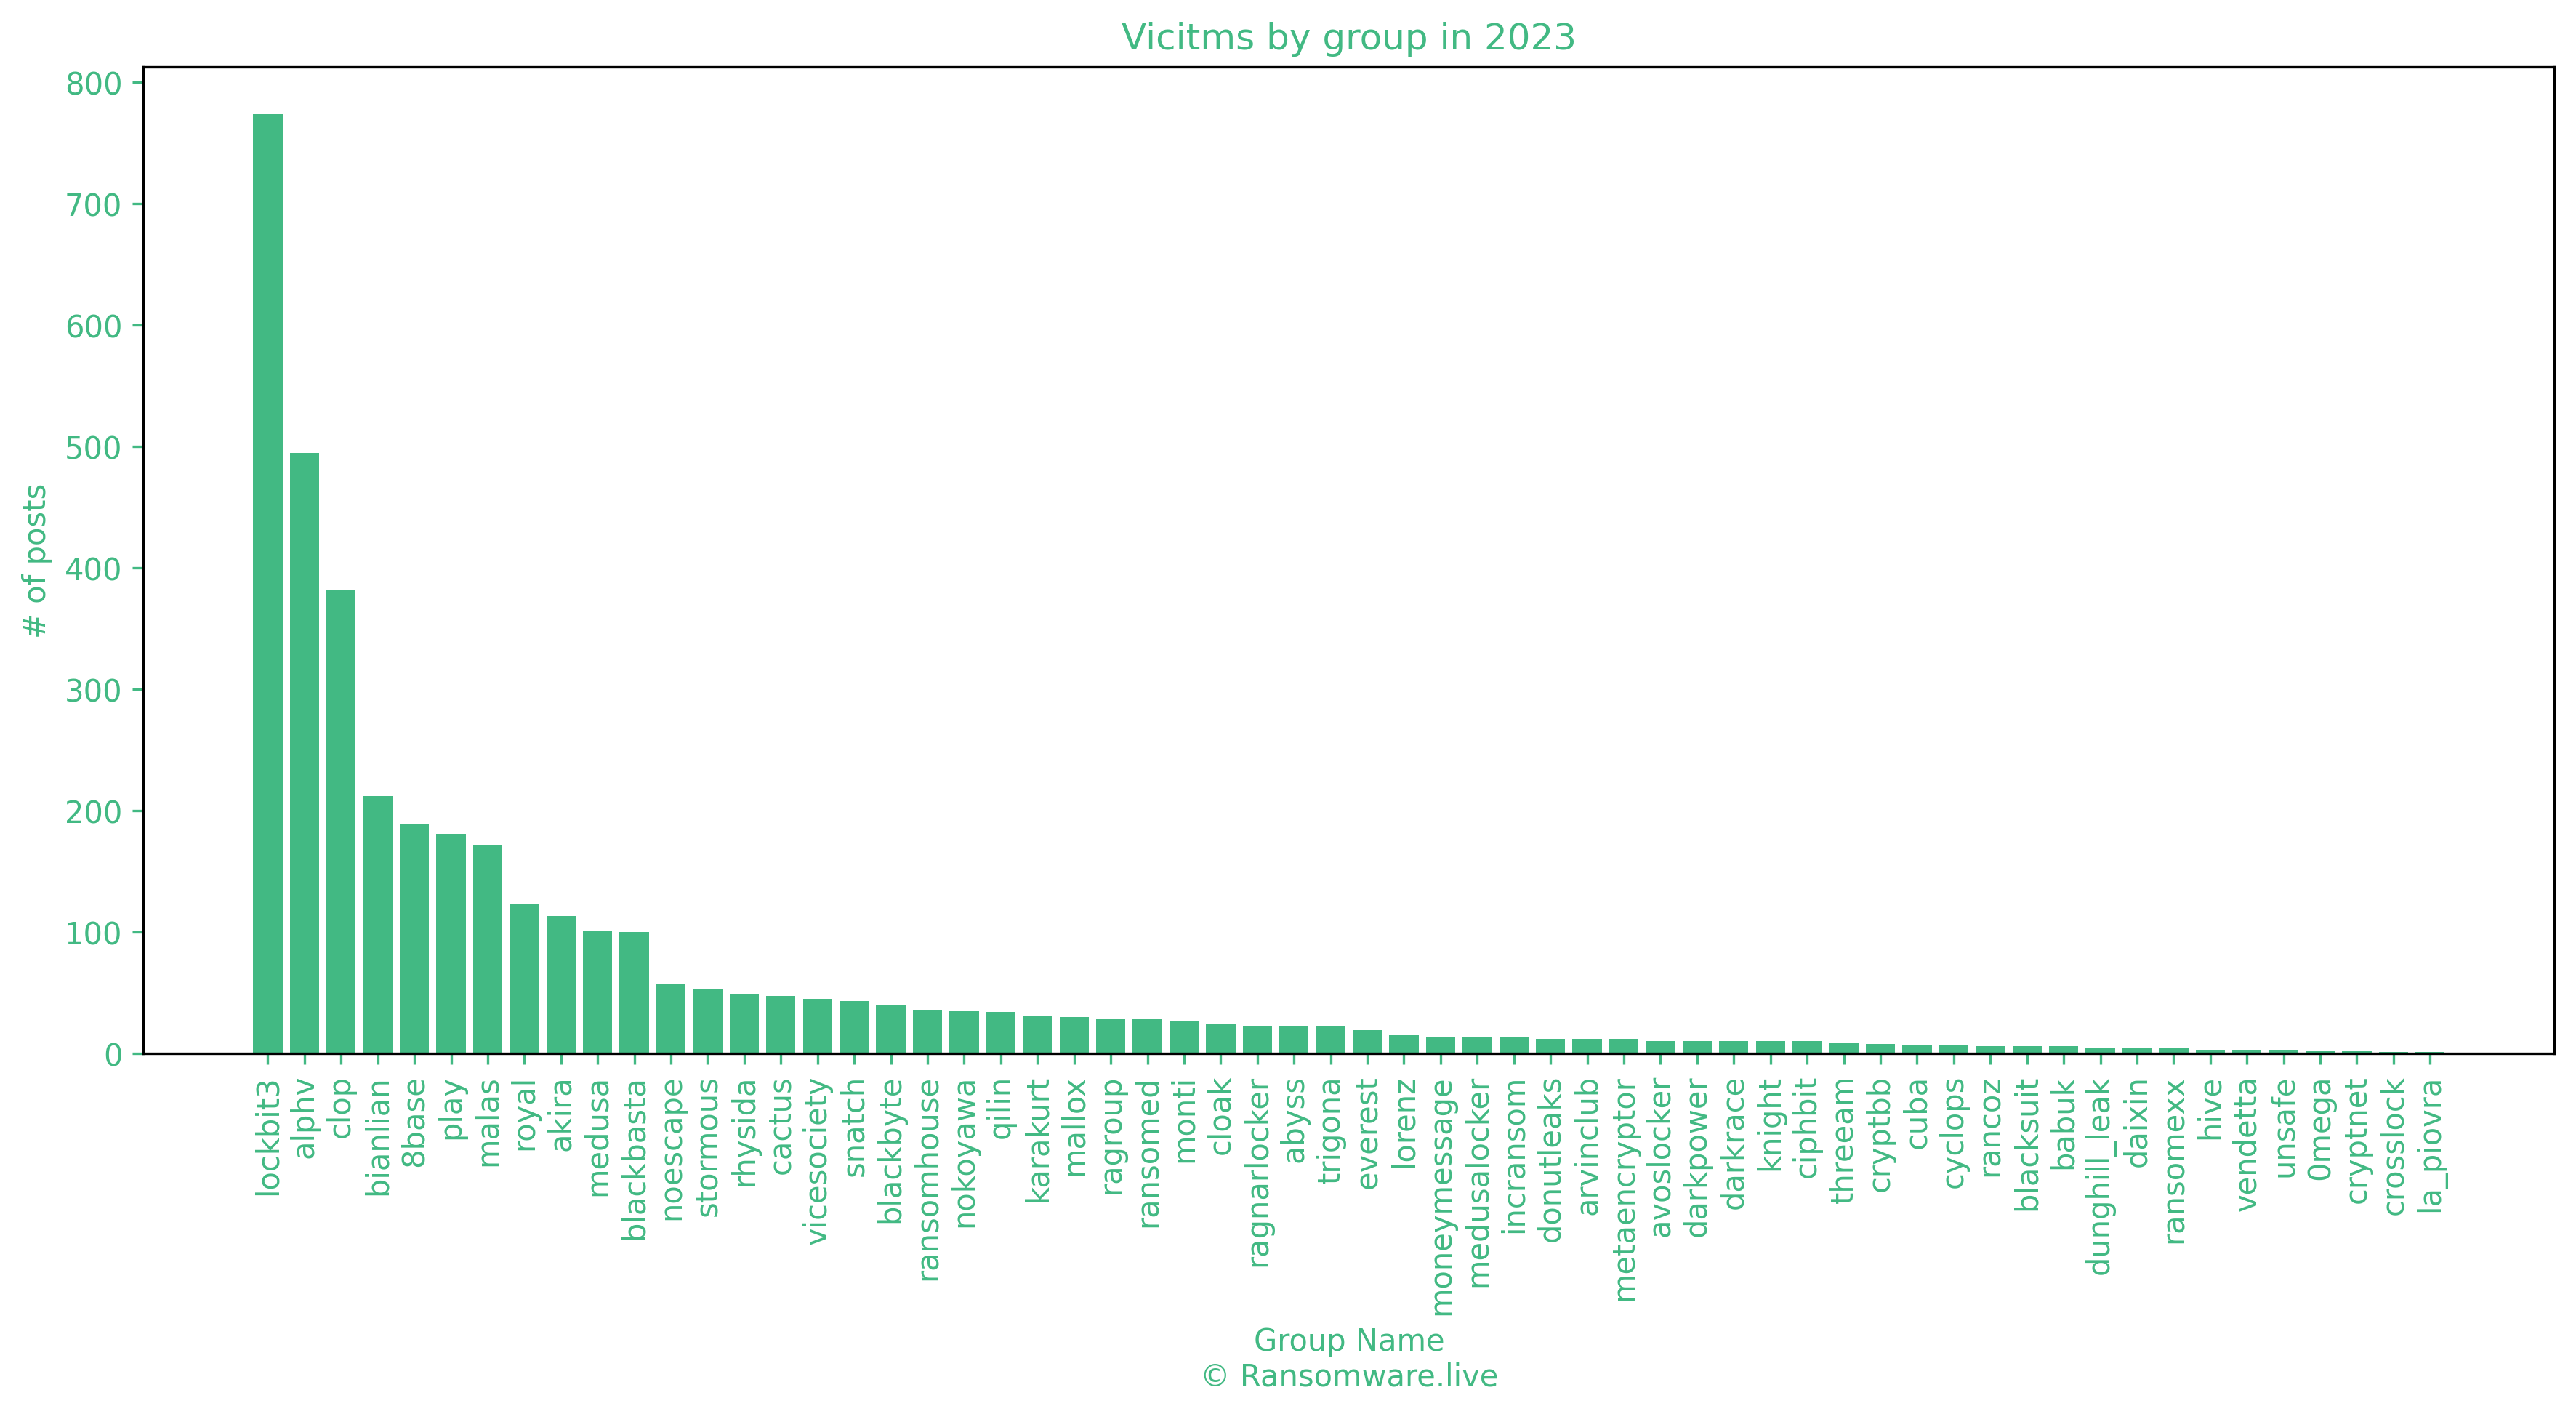 Vicitms by group in 2023
# of posts
800
700
600
500
400
300
200
100
0
lockbit3
alphv
clop
bianlian
8base
play
malas
royal
akira
medusa
blackbasta
noescape
stormous
rhysida
cactus
vicesociety
snatch
blackbyte
ransomhouse
nokoyawa
qilin
karakurt
mallox
ragroup
ransomed
monti
cloak
ragnarlocker
abyss
trigona
everest
lorenz
moneymessage
medusalocker
incransom
donutleaks
arvinclub
metaencryptor
avoslocker
darkpower
darkrace
knight
ciphbit
threeam
cryptbb
cuba
cyclops
rancoz
blacksuit
babuk
dunghill_leak
daixin
ransomexx
hive
vendetta
unsafe
0mega
cryptnet
crosslock
la_piovra
Group Name
© Ransomware.live